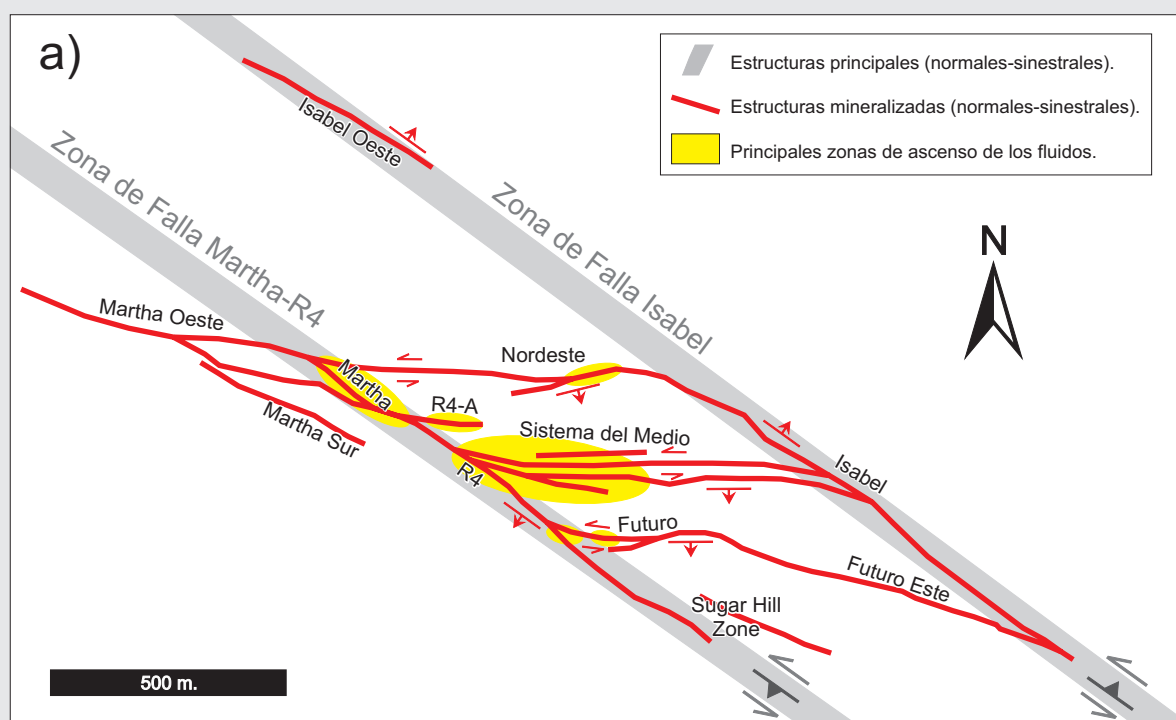 a)
Estructuras principales (normales-sinestrales).
Estructuras mineralizadas (normales-sinestrales).
Principales zonas de ascenso de los fluidos.
Isabel Oeste
Zona de Falla Martha-R4
Zona de Falla Isabel
N
Martha Oeste
Nordeste
Martha
R4-A
Martha Sur
Sistema del Medio
R4
Isabel
Futuro
Futuro Este
Sugar Hill
Zone
500 m.